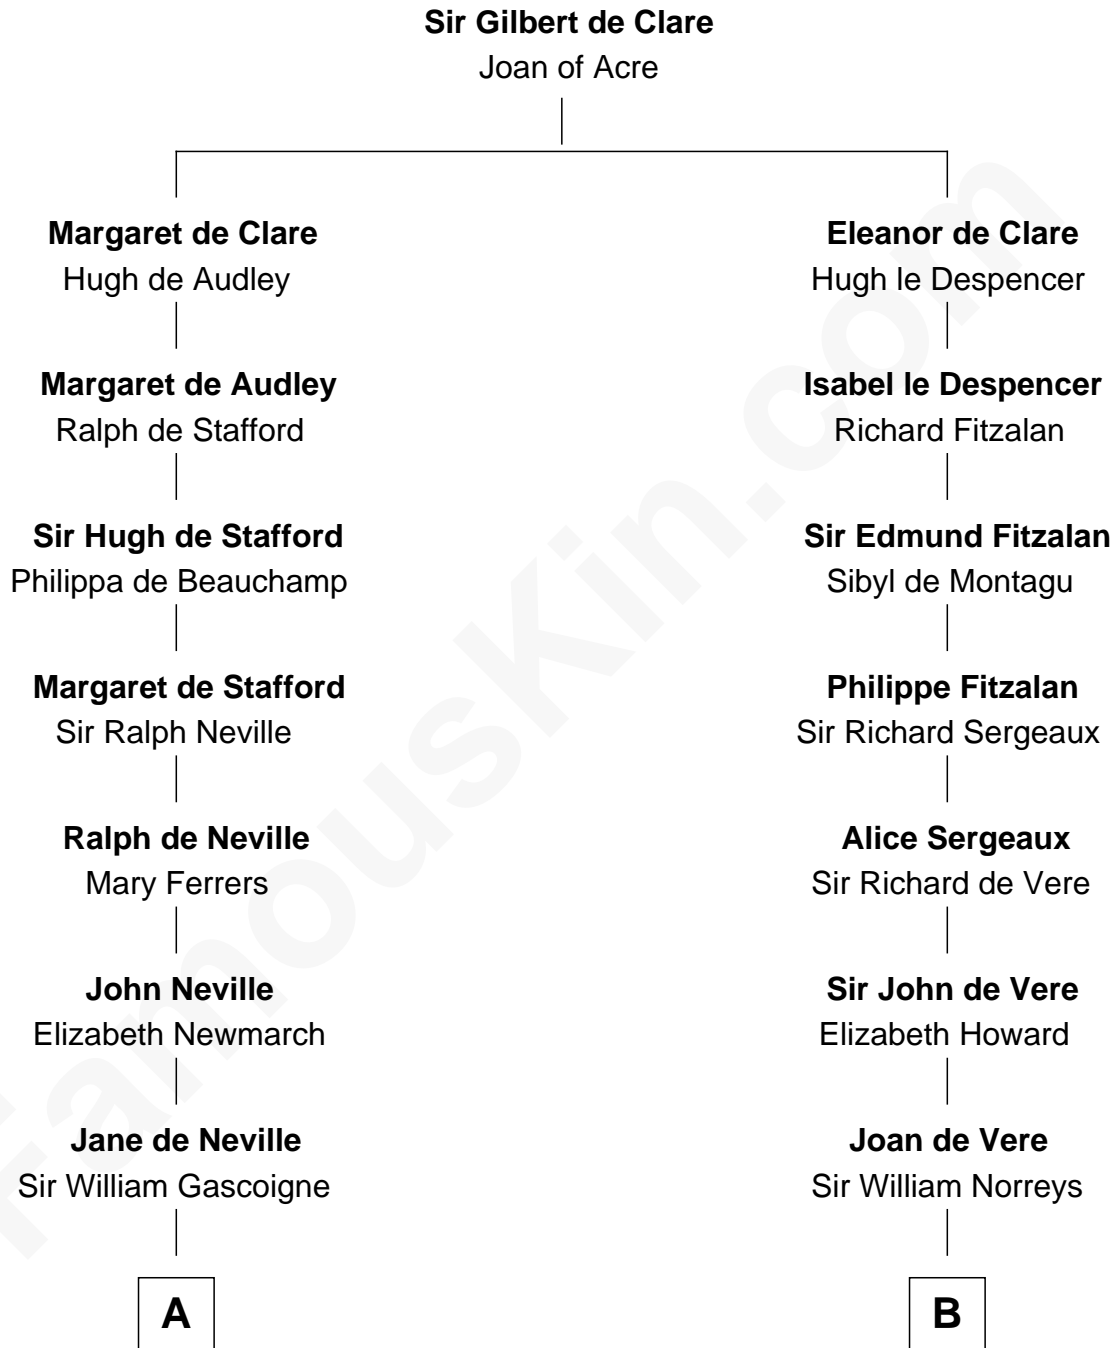 Sir Gilbert de Clare
Joan of Acre
Margaret de Clare
Hugh de Audley
Eleanor de Clare
Hugh le Despencer
Margaret de Audley
Ralph de Stafford
Isabel le Despencer
Richard Fitzalan
Sir Hugh de Stafford
Philippa de Beauchamp
Sir Edmund Fitzalan
Sibyl de Montagu
Margaret de Stafford
Sir Ralph Neville
Philippe Fitzalan
Sir Richard Sergeaux
Ralph de Neville
Mary Ferrers
Alice Sergeaux
Sir Richard de Vere
John Neville
Elizabeth Newmarch
Sir John de Vere
Elizabeth Howard
Jane de Neville
Sir William Gascoigne
Joan de Vere
Sir William Norreys
A
B
FamousKin.com